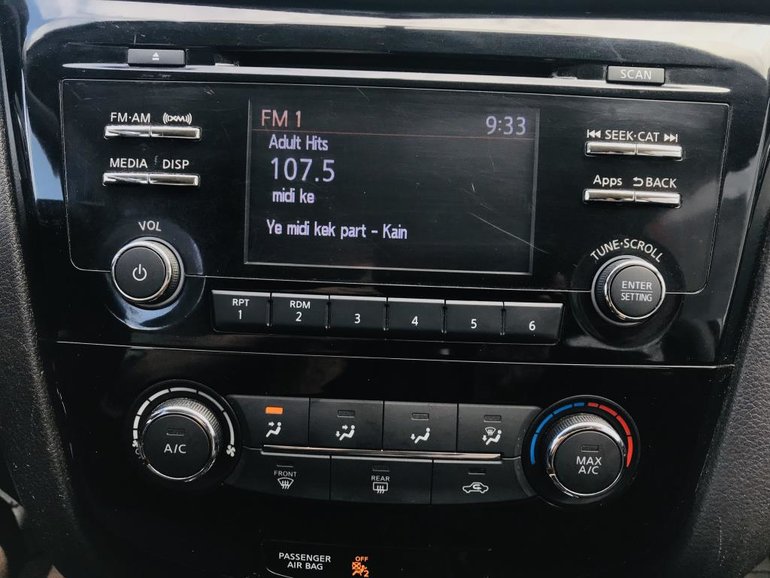 SCAN
FM·AM ((XM))
MEDIA DISP
VOL
FM 1 9:33
Adult Hits
107.5
midi ke
Ye midi kek part - Kain
SEEK·CAT
Apps BACK
TUNE·SCROLL
ENTER
SETTING
RPT
1
RDM
2
3
4
5
6
A/C
FRONT
REAR
MAX
A/C
PASSENGER
AIR BAG
OFF
2